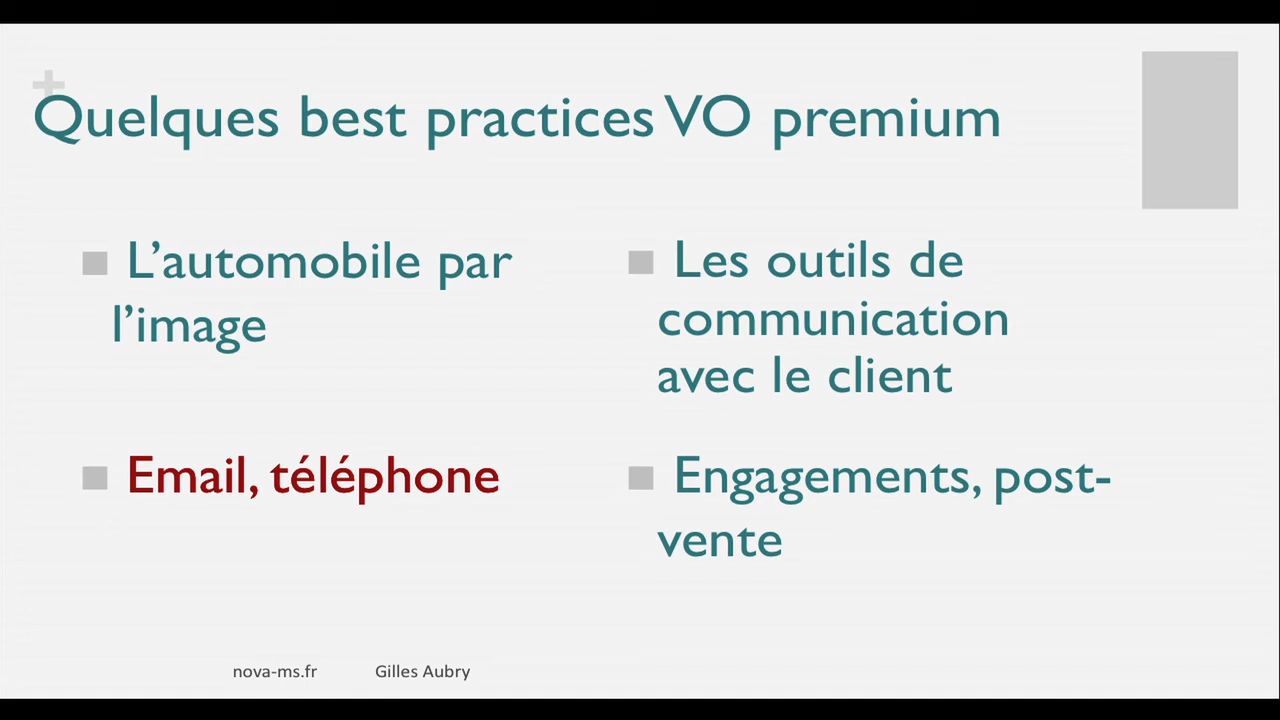 Quelques best practices VO premium
L’automobile par
l’image
Email, téléphone
Les outils de
communication
avec le client
Engagements, post-
vente
nova-ms.fr Gilles Aubry